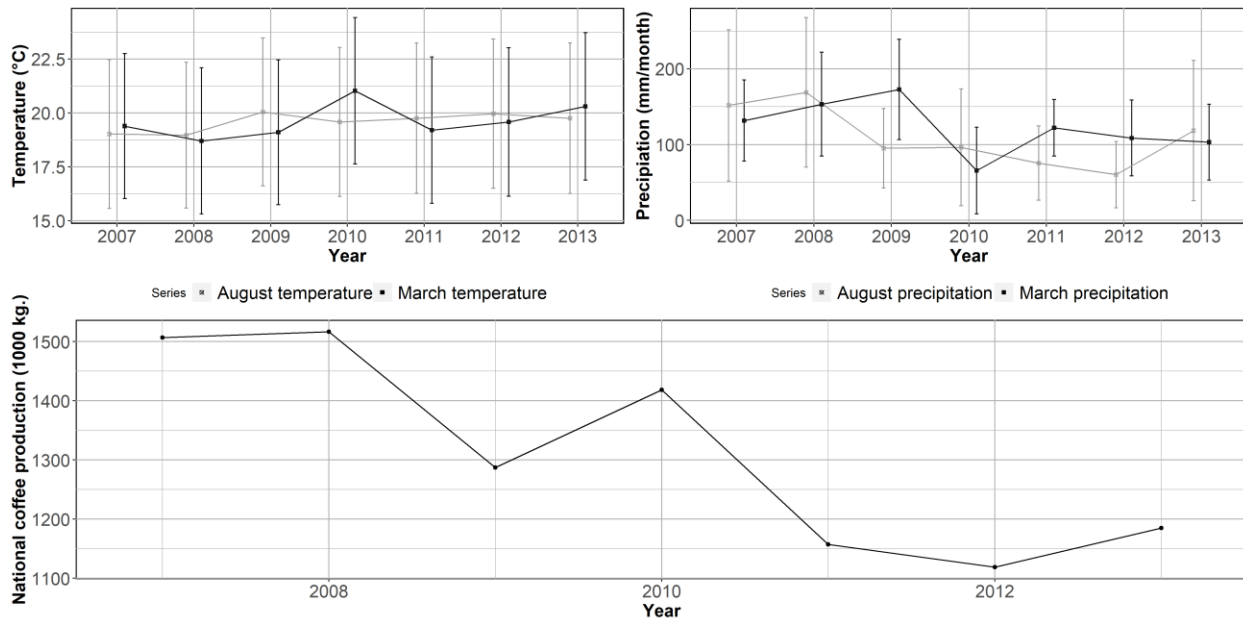 Temperature (°C)
22.5
20.0
17.5
15.0
2007 2008 2009 2010 2011 2012 2013
Year
Series August temperature March temperature
Precipiation (mm/month)
200
100
0
2007 2008 2009 2010 2011 2012 2013
Year
Series August precipitation March precipitation
National coffee production (1000 kg.)
1500
1400
1300
1200
1100
2008 2010 2012
Year